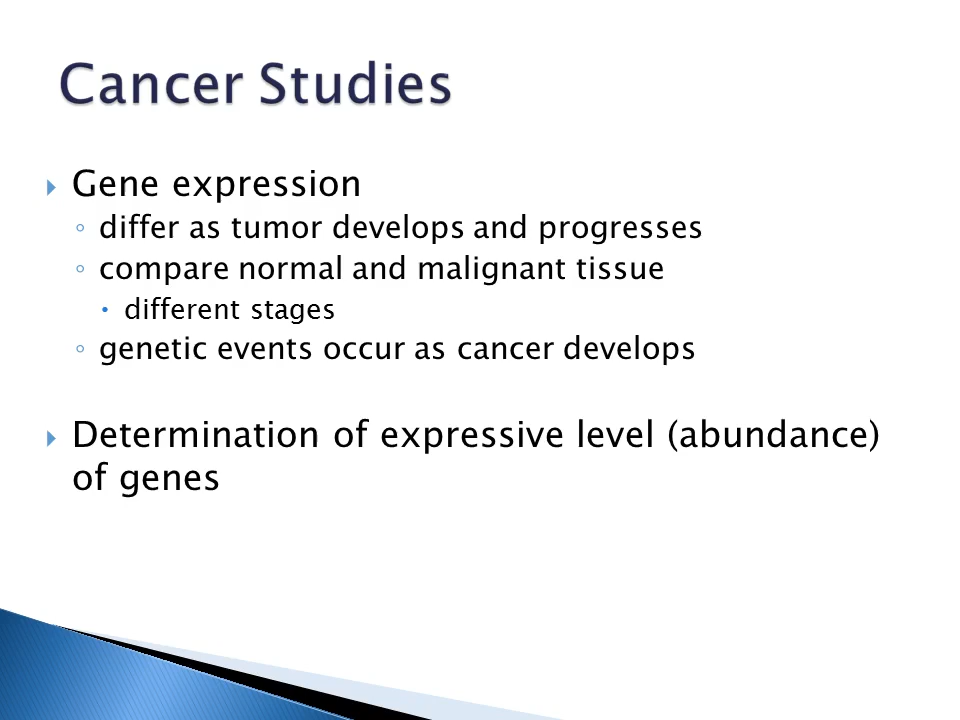 Cancer Studies
Gene expression
differ as tumor develops and progresses
compare normal and malignant tissue
different stages
genetic events occur as cancer develops
Determination of expressive level (abundance)
of genes